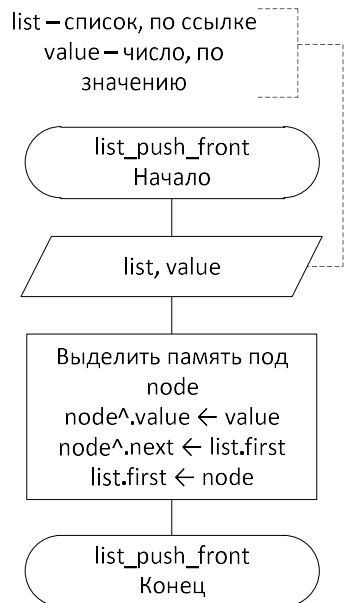 list – список, по ссылке
value – число, по
значению
list_push_front
Начало
list, value
Выделить память под
node
node^.value ← value
node^.next ← list.first
list.first ← node
list_push_front
Конец